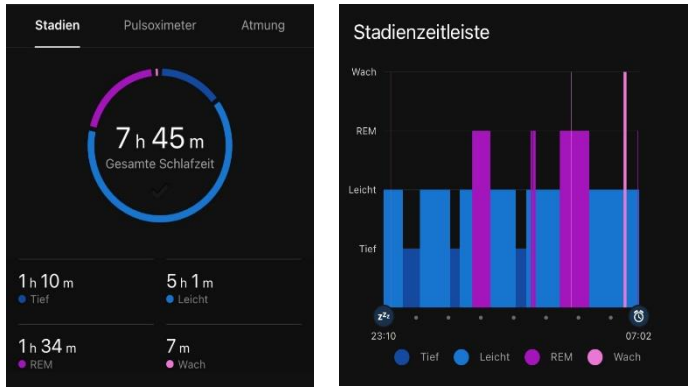 Stadien Pulsoximeter Atmung
7 h 45 m
Gesamte Schlafzeit
1 h 10 m
Tief
5 h 1 m
Leicht
1 h 34 m
REM
7 m
Wach
Stadienzeitleiste
Wach
REM
Leicht
Tief
zzz
23:10 07:02
Tief Leicht REM Wach